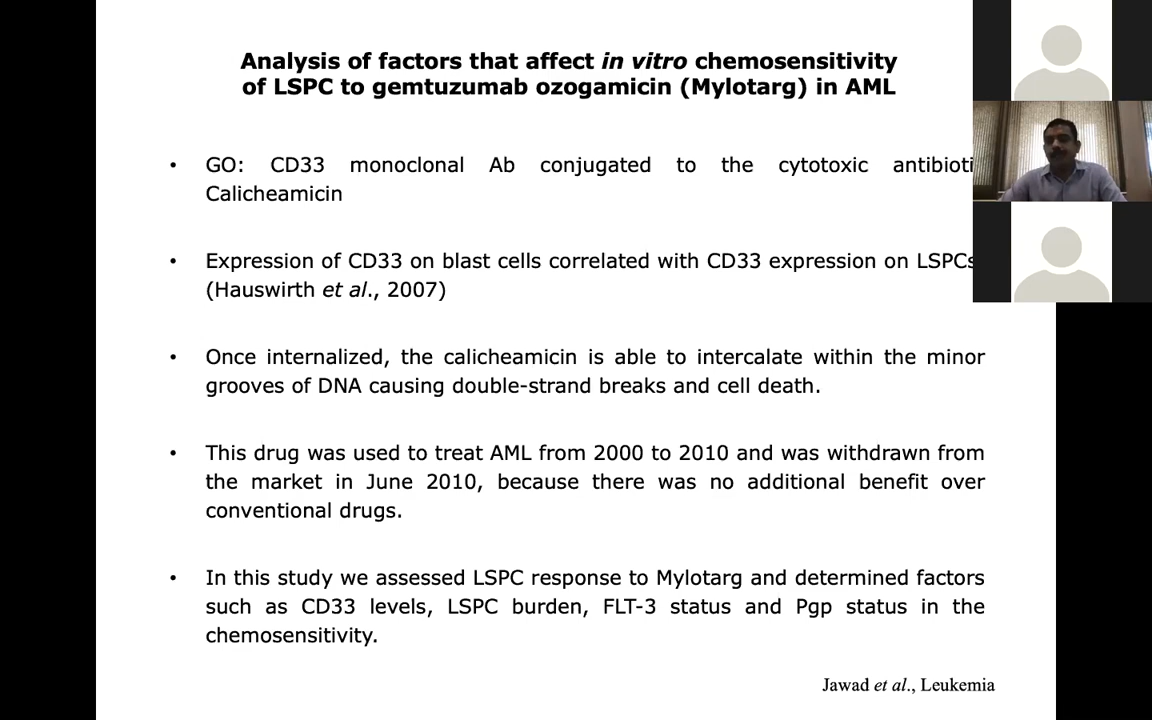 Analysis of factors that affect in vitro chemosensitivity
of LSPC to gemtuzumab ozogamicin (Mylotarg) in AML
• GO: CD33 monoclonal Ab conjugated to the cytotoxic antibioti
Calicheamicin
• Expression of CD33 on blast cells correlated with CD33 expression on LSPCs
(Hauswirth et al., 2007)
• Once internalized, the calicheamicin is able to intercalate within the minor
grooves of DNA causing double-strand breaks and cell death.
• This drug was used to treat AML from 2000 to 2010 and was withdrawn from
the market in June 2010, because there was no additional benefit over
conventional drugs.
• In this study we assessed LSPC response to Mylotarg and determined factors
such as CD33 levels, LSPC burden, FLT-3 status and Pgp status in the
chemosensitivity.
Jawad et al., Leukemia